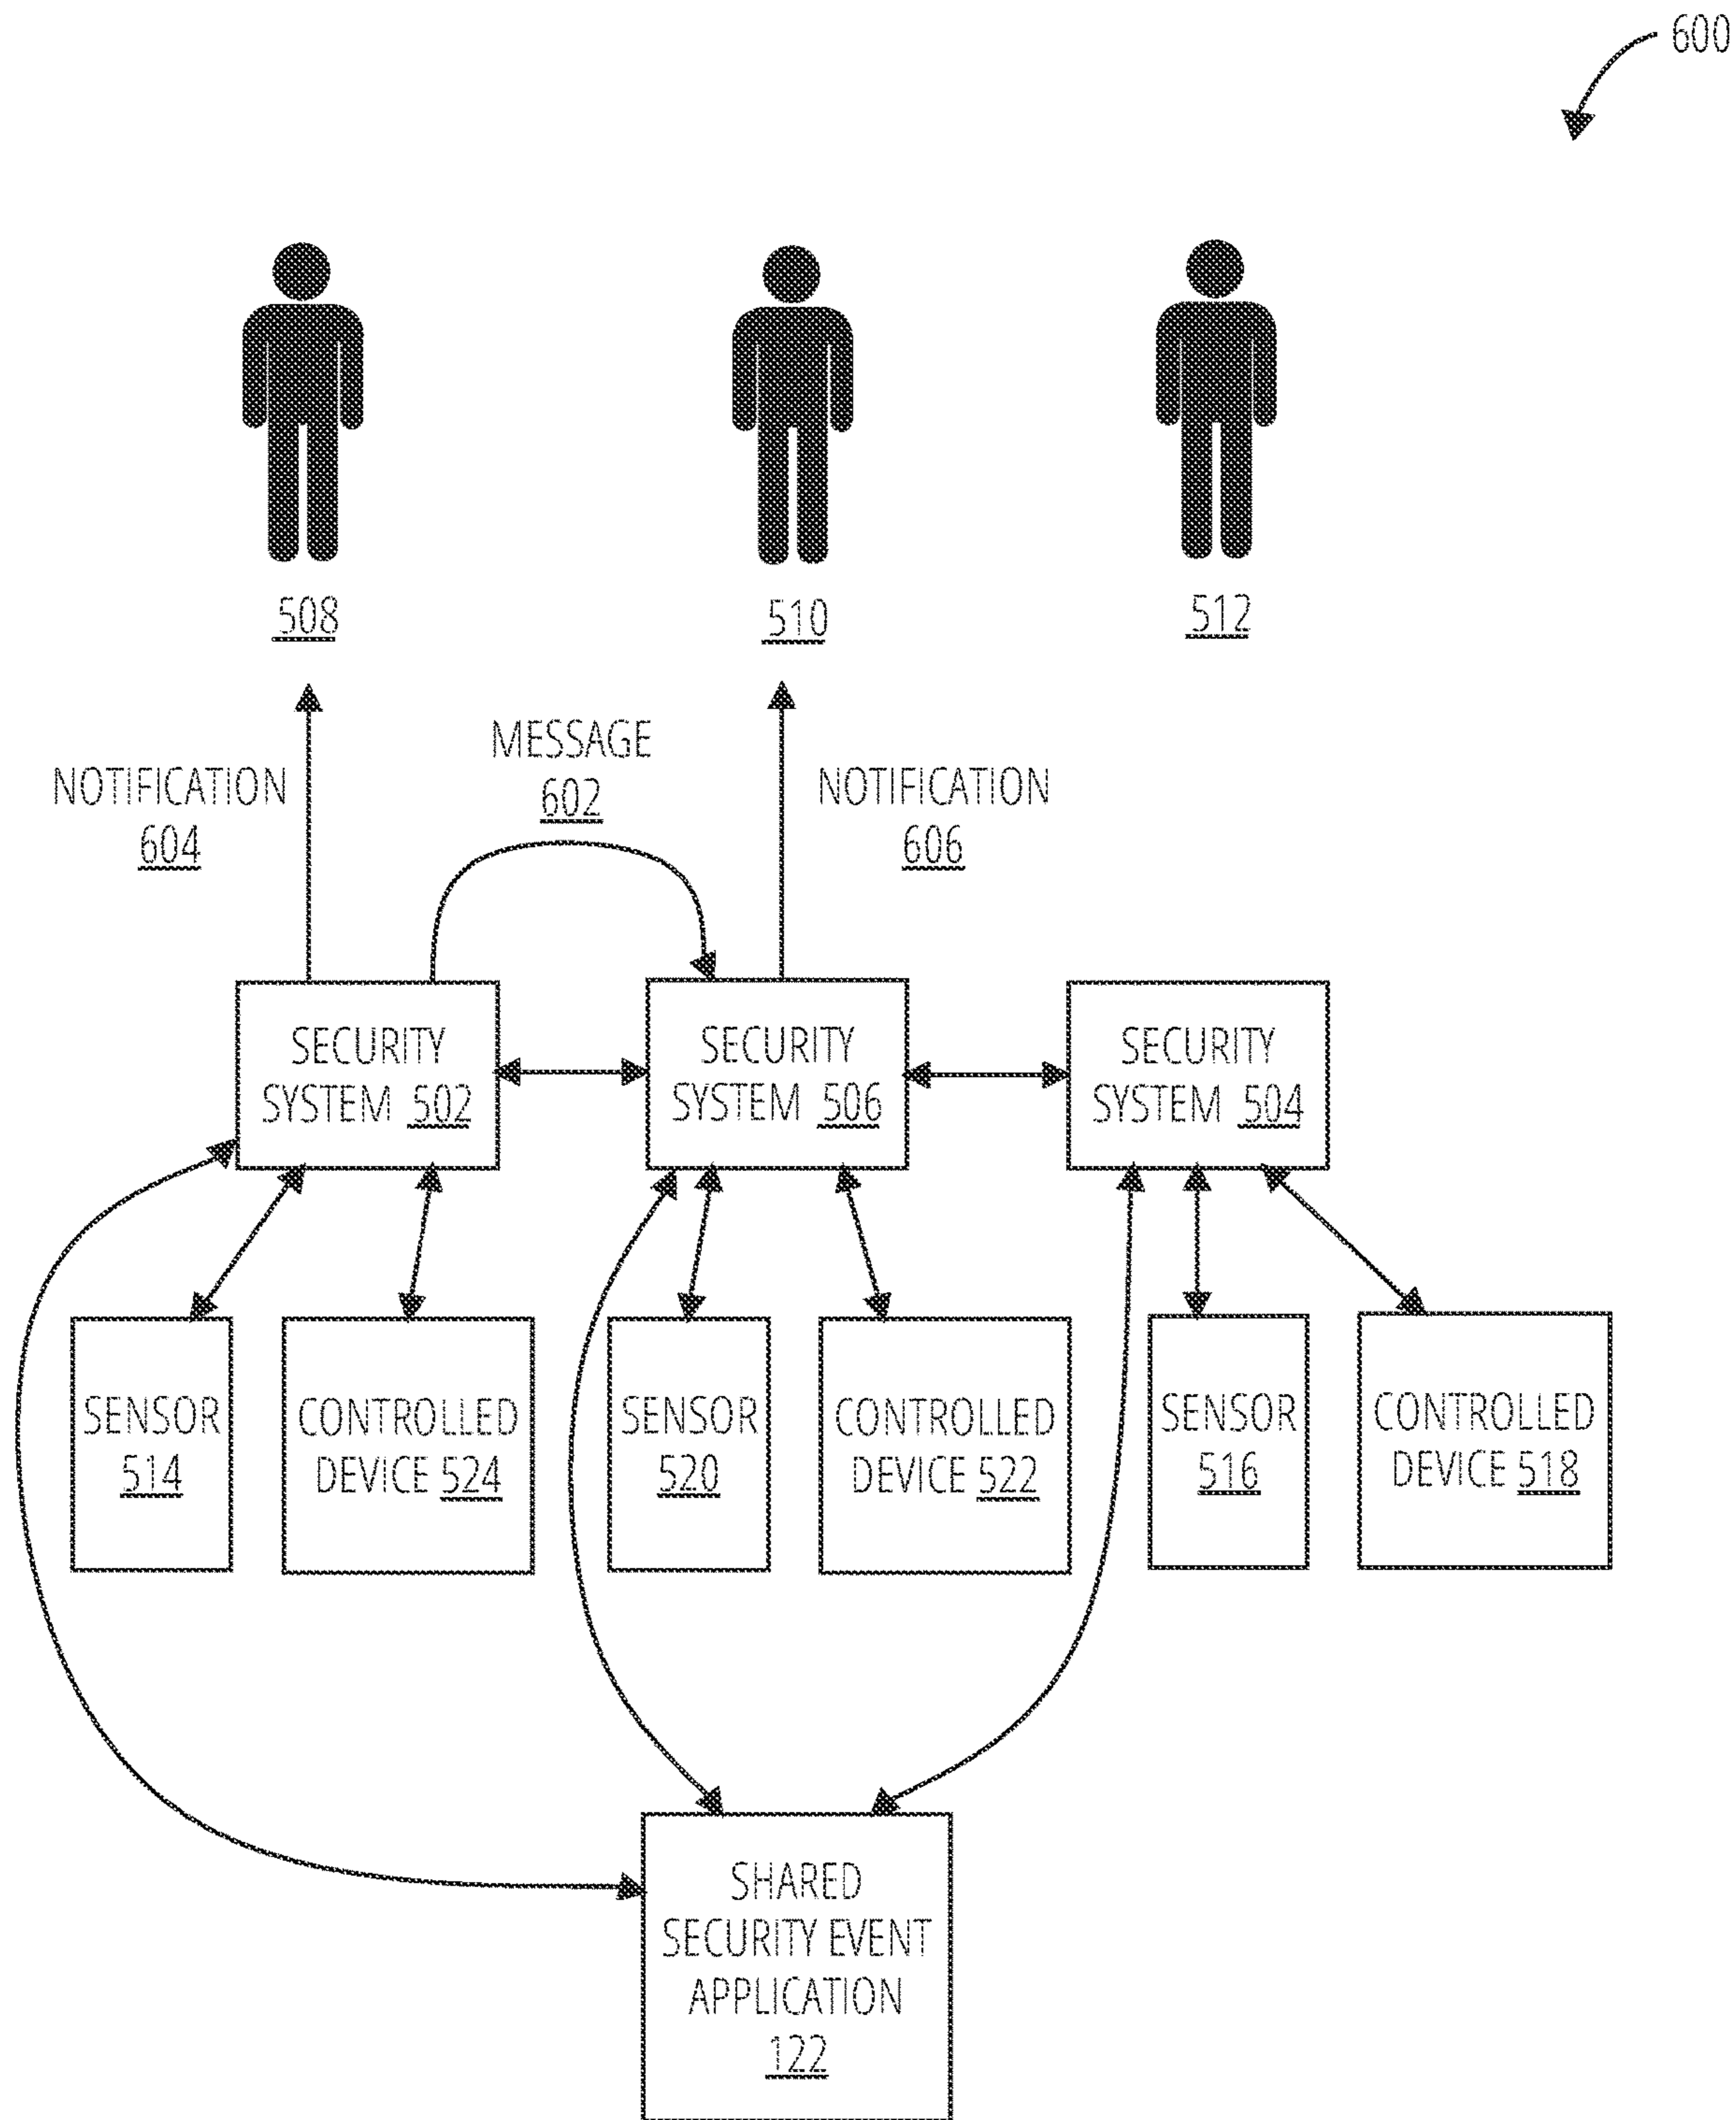 600
508
510
512
MESSAGE
602
NOTIFICATION
604
NOTIFICATION
606
SECURITY
SYSTEM 502
SECURITY
SYSTEM 506
SECURITY
SYSTEM 504
SENSOR
514
CONTROLLED
DEVICE 524
SENSOR
520
CONTROLLED
DEVICE 522
SENSOR
516
CONTROLLED
DEVICE 518
SHARED
SECURITY EVENT
APPLICATION
122